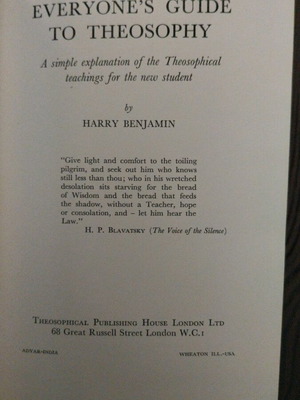 EVERYONE'S GUIDE
TO THEOSOPHY
A simple explanation of the Theosophical
teachings for the new student
by
HARRY BENJAMIN
"Give light and comfort to the toiling
pilgrim, and seek out him who knows
still less than thou; who in his wretched
desolation sits starving for the bread
of Wisdom and the bread that feeds
the shadow, without a Teacher, hope
or consolation, and – let him hear the
Law."
H. P. BLAVATSKY (The Voice of the Silence)
THEOSOPHICAL PUBLISHING HOUSE LONDON LTD
68 Great Russell Street London W.C.1
ADYAR-INDIA WHEATON ILL.-USA